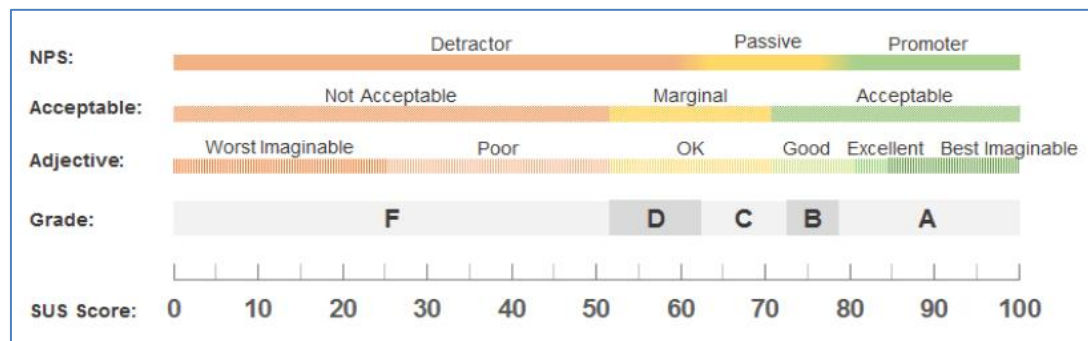 NPS: Detractor Passive Promoter
Acceptable: Not Acceptable Marginal Acceptable
Adjective: Worst Imaginable Poor OK Good Excellent Best Imaginable
Grade: F D C B A
SUS Score: 0 10 20 30 40 50 60 70 80 90 100